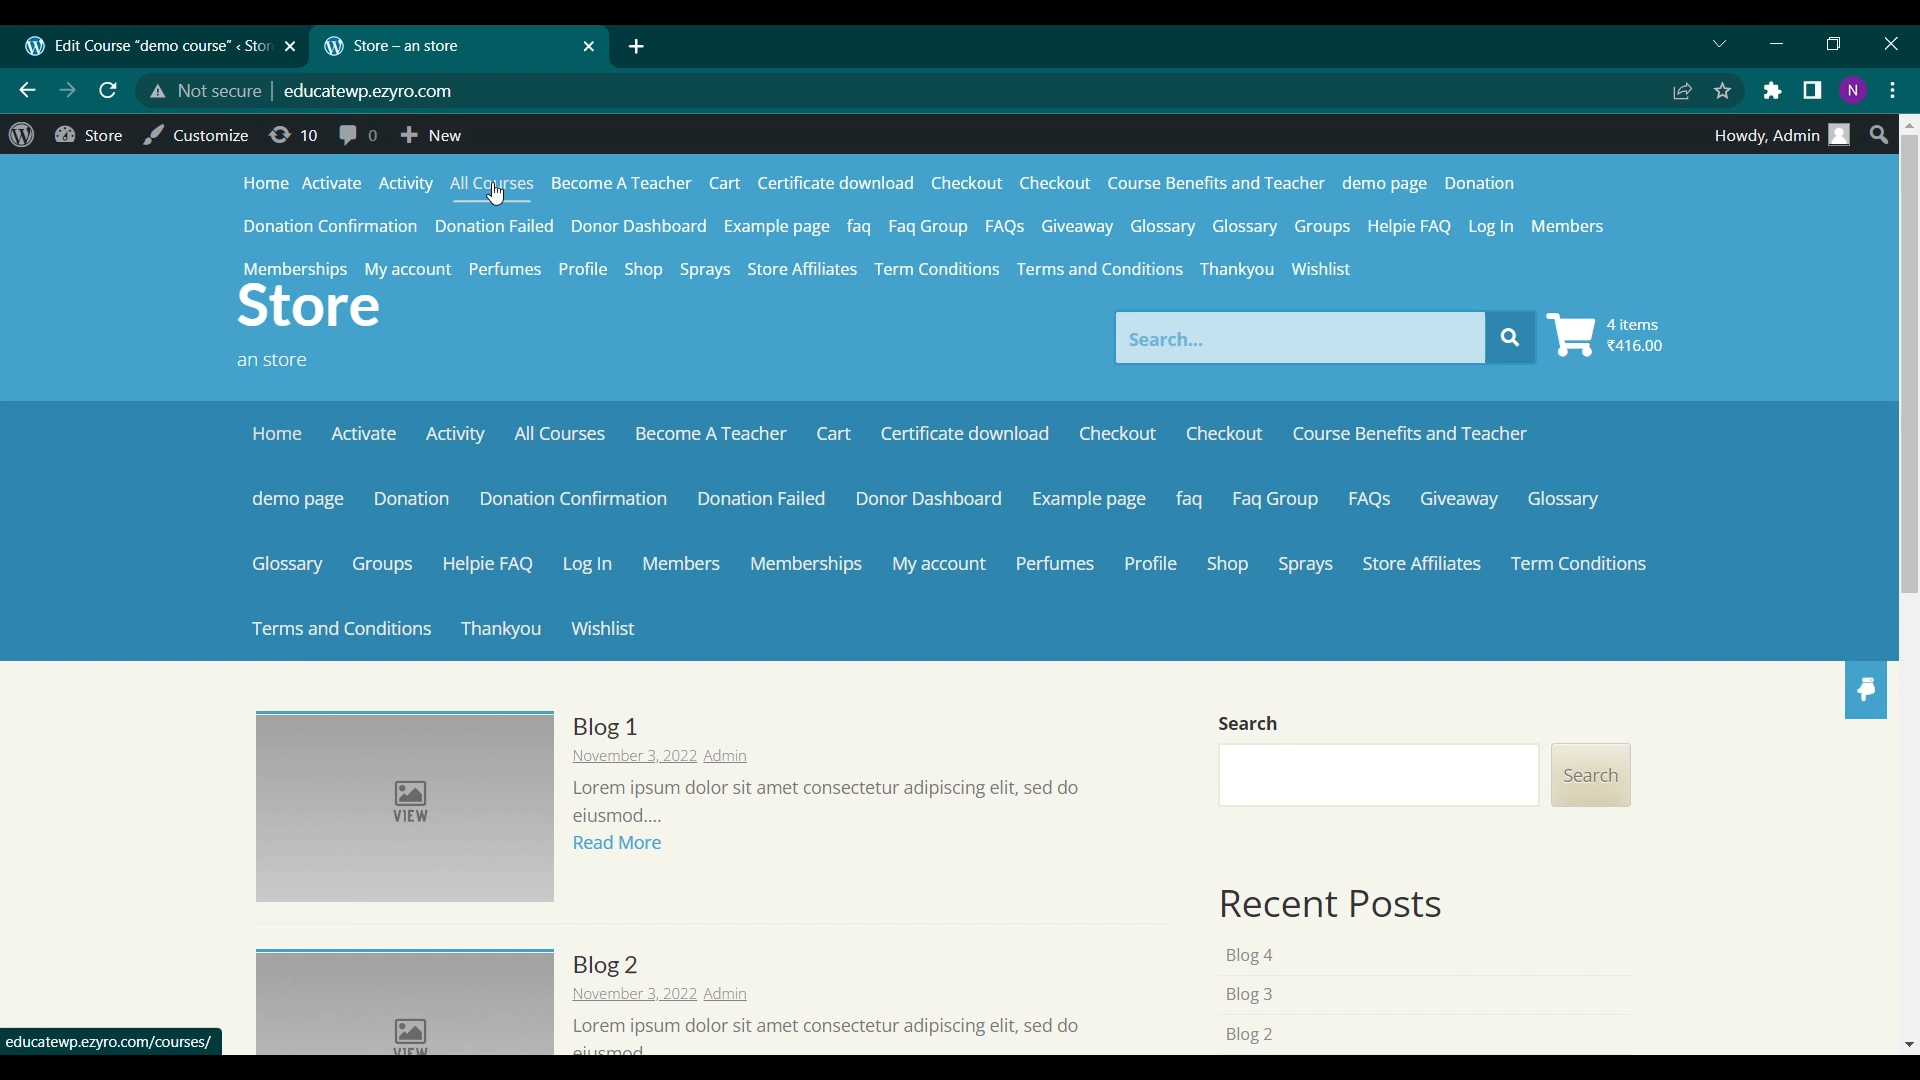 Edit Course "demo course" ‹ Stor
Store – an store
Not secure educatewp.ezyro.com
N
Store Customize 10 0 New
Howdy, Admin
Home Activate Activity All Courses Become A Teacher Cart Certificate download Checkout Checkout Course Benefits and Teacher demo page Donation
Donation Confirmation Donation Failed Donor Dashboard Example page faq Faq Group FAQs Giveaway Glossary Glossary Groups Helpie FAQ Log In Members
Memberships My account Perfumes Profile Shop Sprays Store Affiliates Term Conditions Terms and Conditions Thankyou Wishlist
Store
an store
Search...
4 items
₹416.00
Home Activate Activity All Courses Become A Teacher Cart Certificate download Checkout Checkout Course Benefits and Teacher
demo page Donation Donation Confirmation Donation Failed Donor Dashboard Example page faq Faq Group FAQs Giveaway Glossary
Glossary Groups Helpie FAQ Log In Members Memberships My account Perfumes Profile Shop Sprays Store Affiliates Term Conditions
Terms and Conditions Thankyou Wishlist
VIEW
Blog 1
November 3, 2022 Admin
Lorem ipsum dolor sit amet consectetur adipiscing elit, sed do
eiusmod....
Read More
VIEW
Blog 2
November 3, 2022 Admin
Lorem ipsum dolor sit amet consectetur adipiscing elit, sed do
eiusmod
Search
Search
Recent Posts
Blog 4
Blog 3
Blog 2
educatewp.ezyro.com/courses/